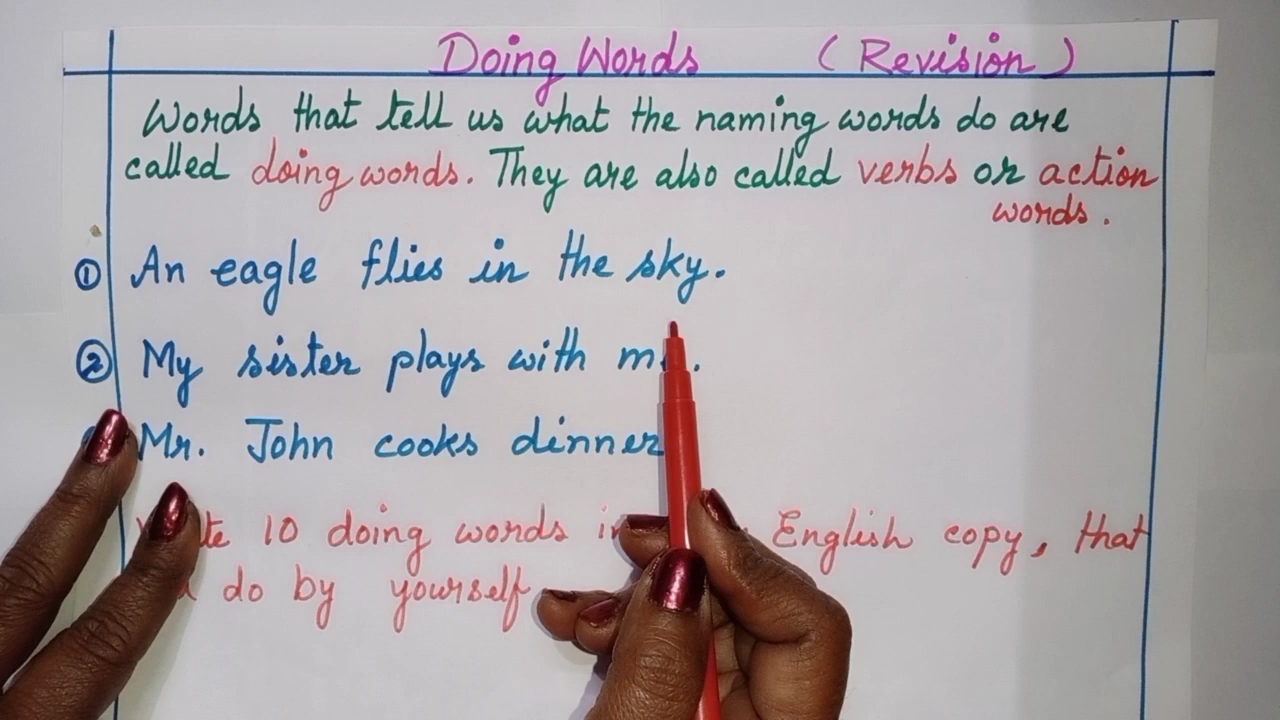 Doing Words (Revision)
Words that tell us what the naming words do are
called doing words. They are also called verbs or action
words.
① An eagle flies in the sky.
② My sister plays with me.
Mr. John cooks dinner
10 doing words in English copy, that
do by yourself